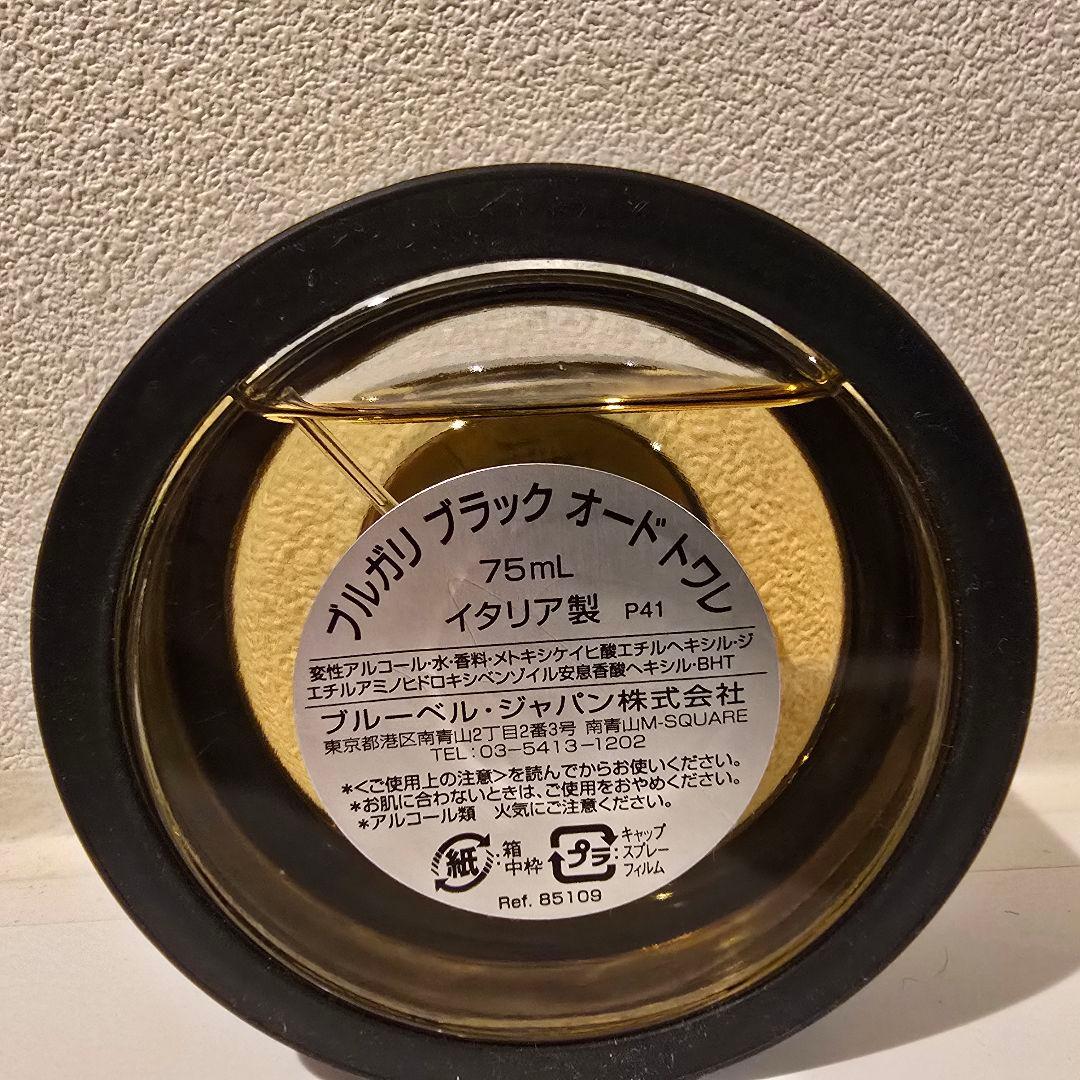 ブルガリ ブラック オードトワレ
75mL
イタリア製 P41
変性アルコール・水・香料・メトキシケイヒ酸エチルヘキシル・ジ
エチルアミノヒドロキシベンゾイル安息香酸ヘキシル・BHT
ブルーベル・ジャパン株式会社
東京都港区南青山2丁目2番3号 南青山M-SQUARE
TEL:03-5413-1202
*<ご使用上の注意>を読んでからお使いください。
*お肌に合わないときは、ご使用をおやめください。
*アルコール類 火気にご注意ください。
紙:箱
中枠
プラ:キャップ
スプレー
フィルム
Ref. 85109